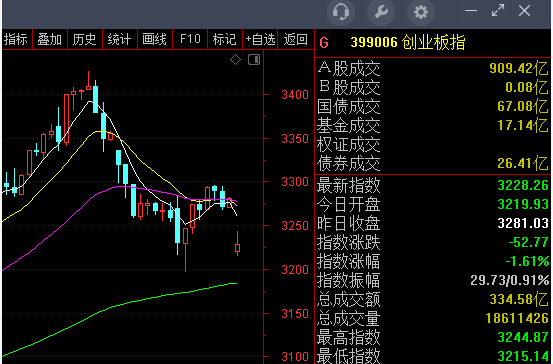 指标 叠加 历史 统计 画线 F10 标记 +自选 返回
G 399006 创业板指
A股成交 909.42亿
B股成交 0.08亿
国债成交 67.08亿
基金成交 17.14亿
权证成交
债券成交 26.41亿
最新指数 3228.26
今日开盘 3219.93
昨日收盘 3281.03
指数涨跌 -52.77
指数涨幅 -1.61%
指数振幅 29.73/0.91%
总成交额 334.58亿
总成交量 18611426
最高指数 3244.87
最低指数 3215.14
3400
3350
3300
3250
3200
3150
3100